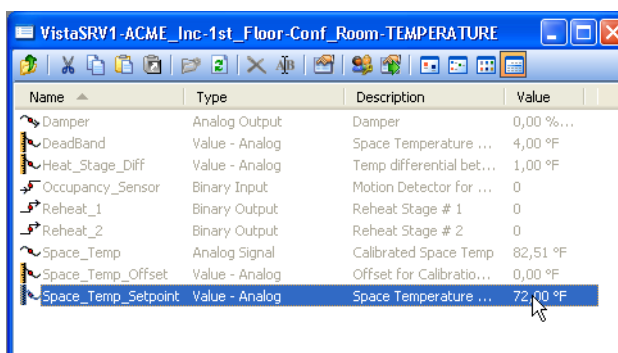 VistaSRV1-ACME_Inc-1st_Floor-Conf_Room-TEMPERATURE
Name Type Description Value
Damper Analog Output Damper 0,00 %...
DeadBand Value - Analog Space Temperature ... 4,00 °F
Heat_Stage_Diff Value - Analog Temp differential bet... 1,00 °F
Occupancy_Sensor Binary Input Motion Detector for ... 0
Reheat_1 Binary Output Reheat Stage # 1 0
Reheat_2 Binary Output Reheat Stage # 2 0
Space_Temp Analog Signal Calibrated Space Temp 82,51 °F
Space_Temp_Offset Value - Analog Offset for Calibratio... 0,00 °F
Space_Temp_Setpoint Value - Analog Space Temperature ... 72,00 °F